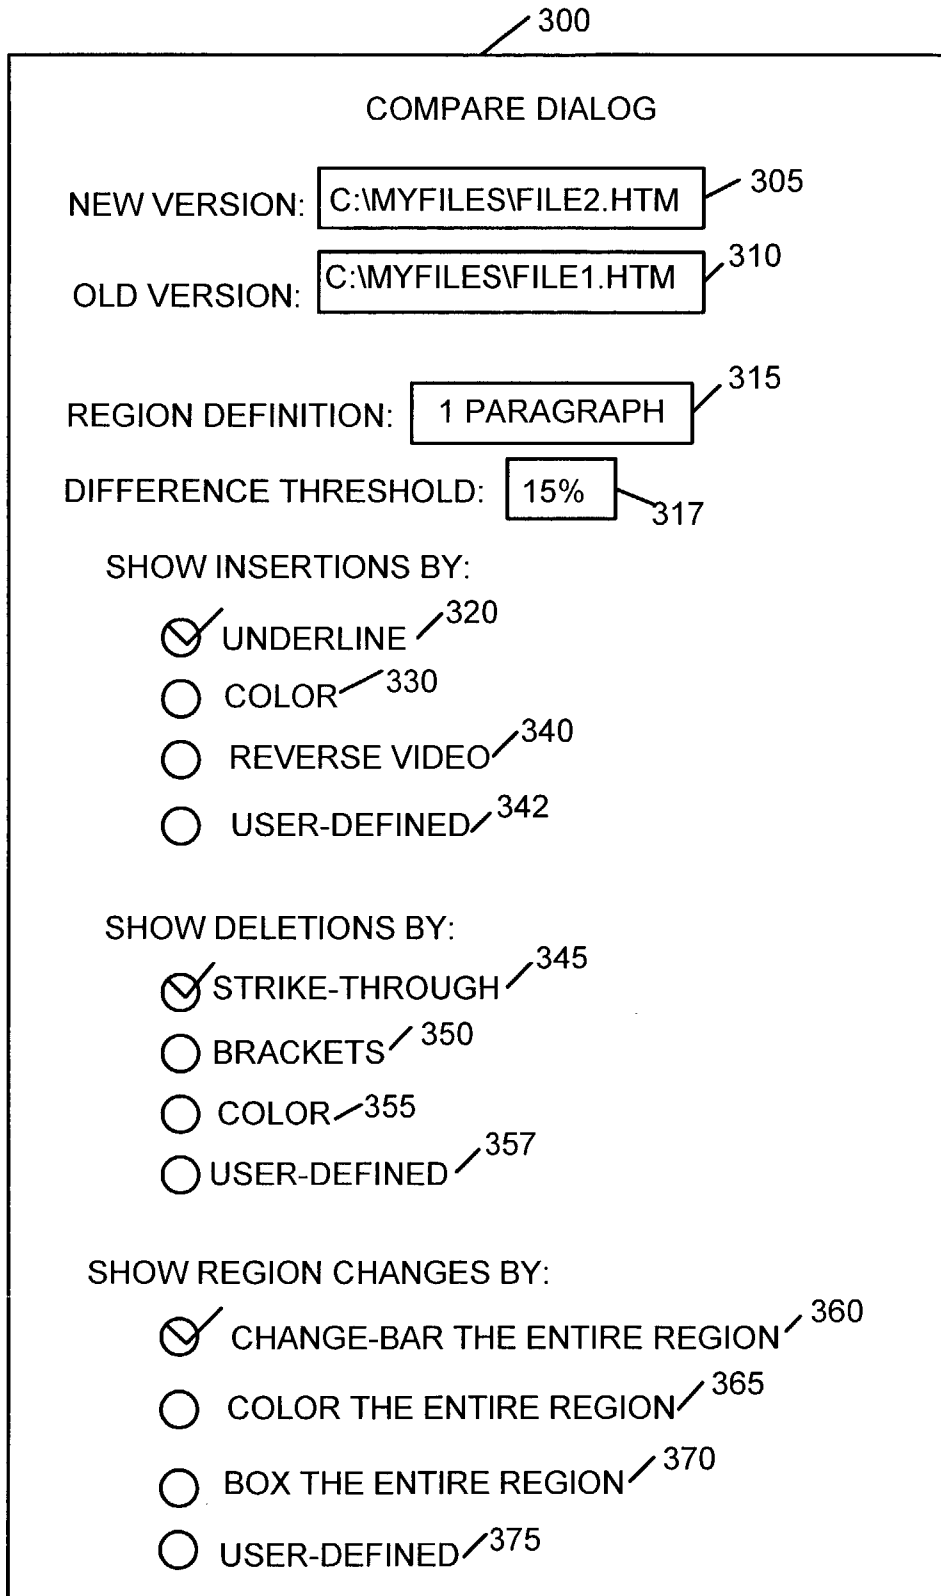 300
COMPARE DIALOG
NEW VERSION: C:\MYFILES\FILE2.HTM 305
OLD VERSION: C:\MYFILES\FILE1.HTM 310
REGION DEFINITION: 1 PARAGRAPH 315
DIFFERENCE THRESHOLD: 15% 317
SHOW INSERTIONS BY:
UNDERLINE 320
COLOR 330
REVERSE VIDEO 340
USER-DEFINED 342
SHOW DELETIONS BY:
STRIKE-THROUGH 345
BRACKETS 350
COLOR 355
USER-DEFINED 357
SHOW REGION CHANGES BY:
CHANGE-BAR THE ENTIRE REGION 360
COLOR THE ENTIRE REGION 365
BOX THE ENTIRE REGION 370
USER-DEFINED 375